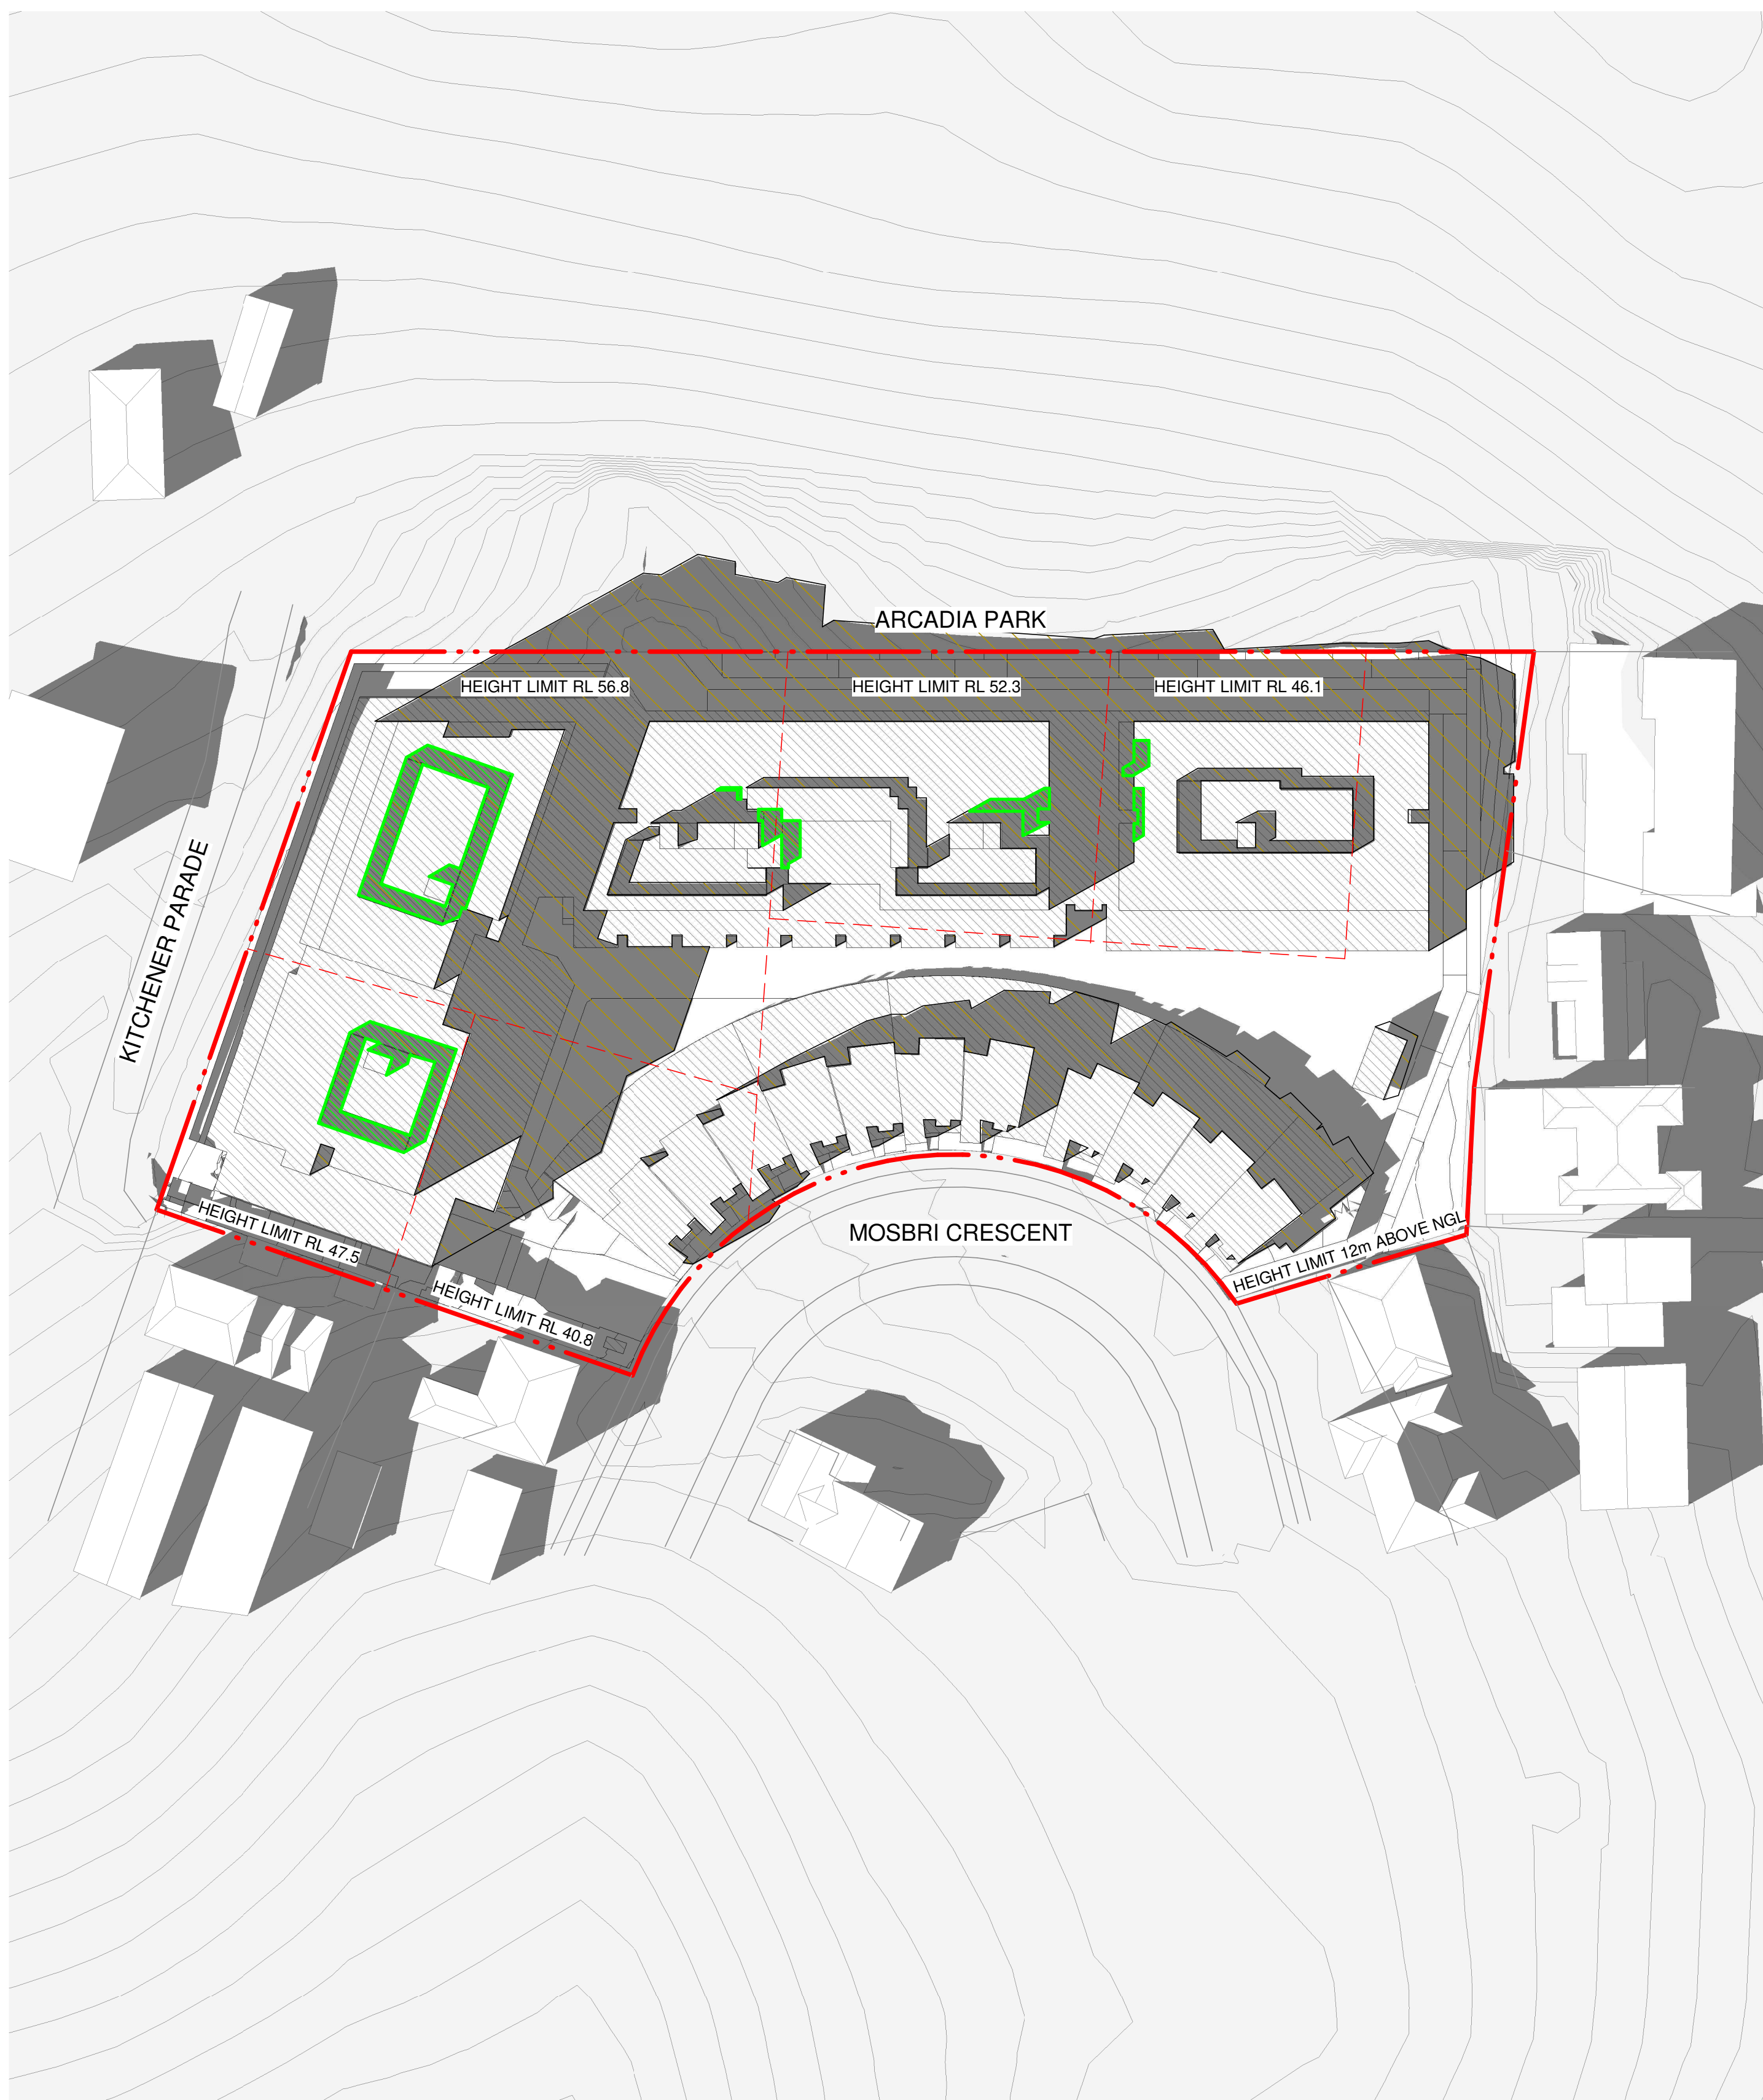 ARCADIA PARK
HEIGHT LIMIT RL 56.8
HEIGHT LIMIT RL 52.3
HEIGHT LIMIT RL 46.1
KITCHENER PARADE
MOSBRI CRESCENT
HEIGHT LIMIT RL 47.5
HEIGHT LIMIT 12m ABOVE NGL
HEIGHT LIMIT RL 40.8